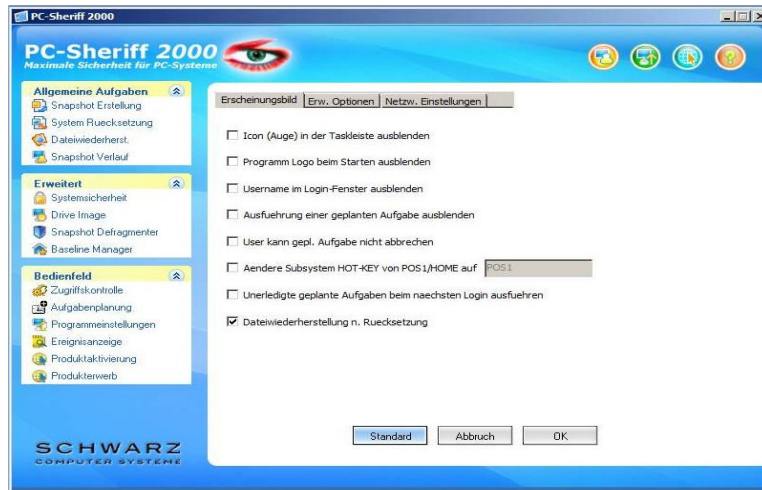 PC-Sheriff 2000
PC-Sheriff 2000
Maximale Sicherheit für PC-Systeme
Allgemeine Aufgaben
Snapshot Erstellung
System Ruecksetzung
Dateiwiederherst.
Snapshot Verlauf
Erweitert
Systemsicherheit
Drive Image
Snapshot Defragmenter
Baseline Manager
Bedienfeld
Zugriffskontrolle
Aufgabenplanung
Programmeinstellungen
Ereignisanzeige
Produktaktivierung
Produkterwerb
SCHWARZ
COMPUTER SYSTEME
Erscheinungsbild Erw. Optionen Netzw. Einstellungen
Icon (Auge) in der Taskleiste ausblenden
Programm Logo beim Starten ausblenden
Username im Login-Fenster ausblenden
Ausfuehrung einer geplanten Aufgabe ausblenden
User kann gepl. Aufgabe nicht abbrechen
Aendere Subsystem HOT-KEY von POS1/HOME auf POS1
Unerledigte geplante Aufgaben beim naechsten Login ausfuehren
Dateiwiederherstellung n. Ruecksetzung
Standard Abbruch OK